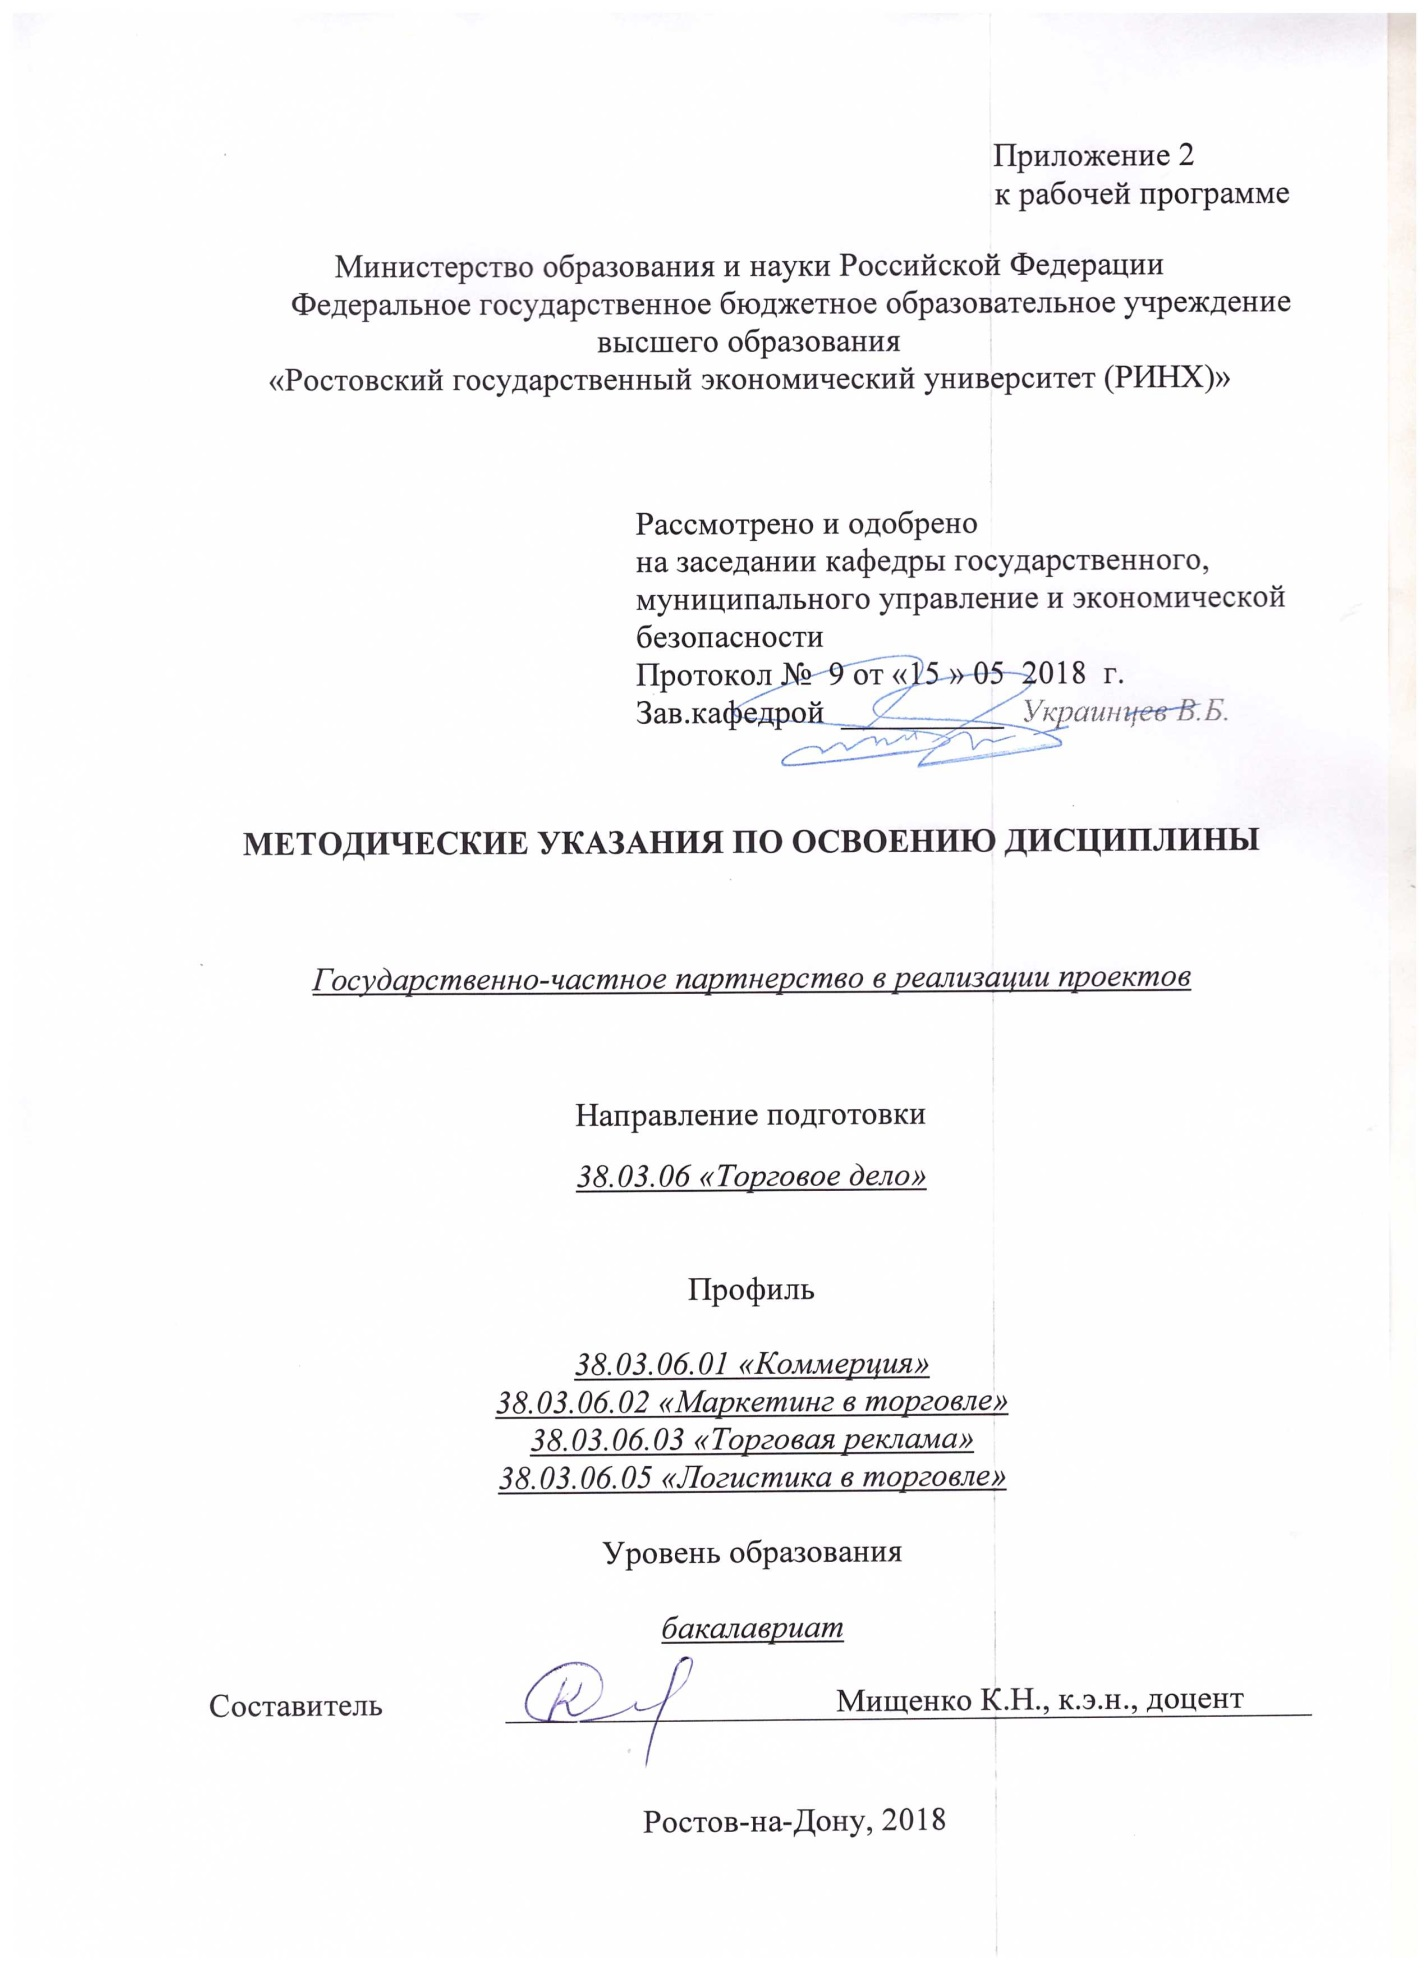 Приложение 2
к рабочей программе
Министерство образования и науки Российской Федерации
Федеральное государственное бюджетное образовательное учреждение
высшего образования
«Ростовский государственный экономический университет (РИНХ)»
Рассмотрено и одобрено
на заседании кафедры государственного,
муниципального управление и экономической
безопасности
Протокол № 9 от «15 » 05 2018 г.
Зав.кафедрой __________ Украинцев В.Б.
МЕТОДИЧЕСКИЕ УКАЗАНИЯ ПО ОСВОЕНИЮ ДИСЦИПЛИНЫ
Государственно-частное партнерство в реализации проектов
Направление подготовки
38.03.06 «Торговое дело»
Профиль
38.03.06.01 «Коммерция»
38.03.06.02 «Маркетинг в торговле»
38.03.06.03 «Торговая реклама»
38.03.06.05 «Логистика в торговле»
Уровень образования
бакалавриат
Составитель Мищенко К.Н., к.э.н., доцент
Ростов-на-Дону, 2018